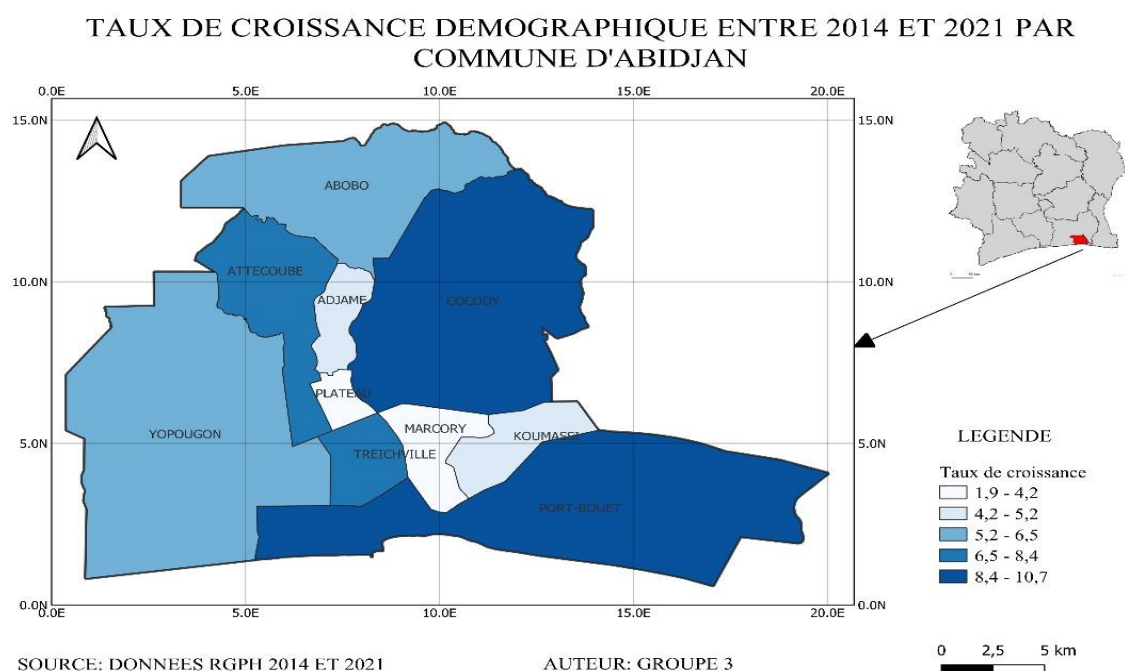 TAUX DE CROISSANCE DEMOGRAPHIQUE ENTRE 2014 ET 2021 PAR
COMMUNE D'ABIDJAN
0.0E 5.0E 10.0E 15.0E 20.0E
15.0N 15.0N
ABOBO
ATTECOUBE
10.0N 10.0N
ADJAME COCODY
PLATEAU
YOPOUGON MARCORY KOUMASSI
5.0N 5.0N
TREICHVILLE
PORT-BOUET
0.0N 0.0N
0.0E 5.0E 10.0E 15.0E 20.0E
LEGENDE
Taux de croissance
1,9 - 4,2
4,2 - 5,2
5,2 - 6,5
6,5 - 8,4
8,4 - 10,7
0 2,5 5 km
SOURCE: DONNEES RGPH 2014 ET 2021 AUTEUR: GROUPE 3